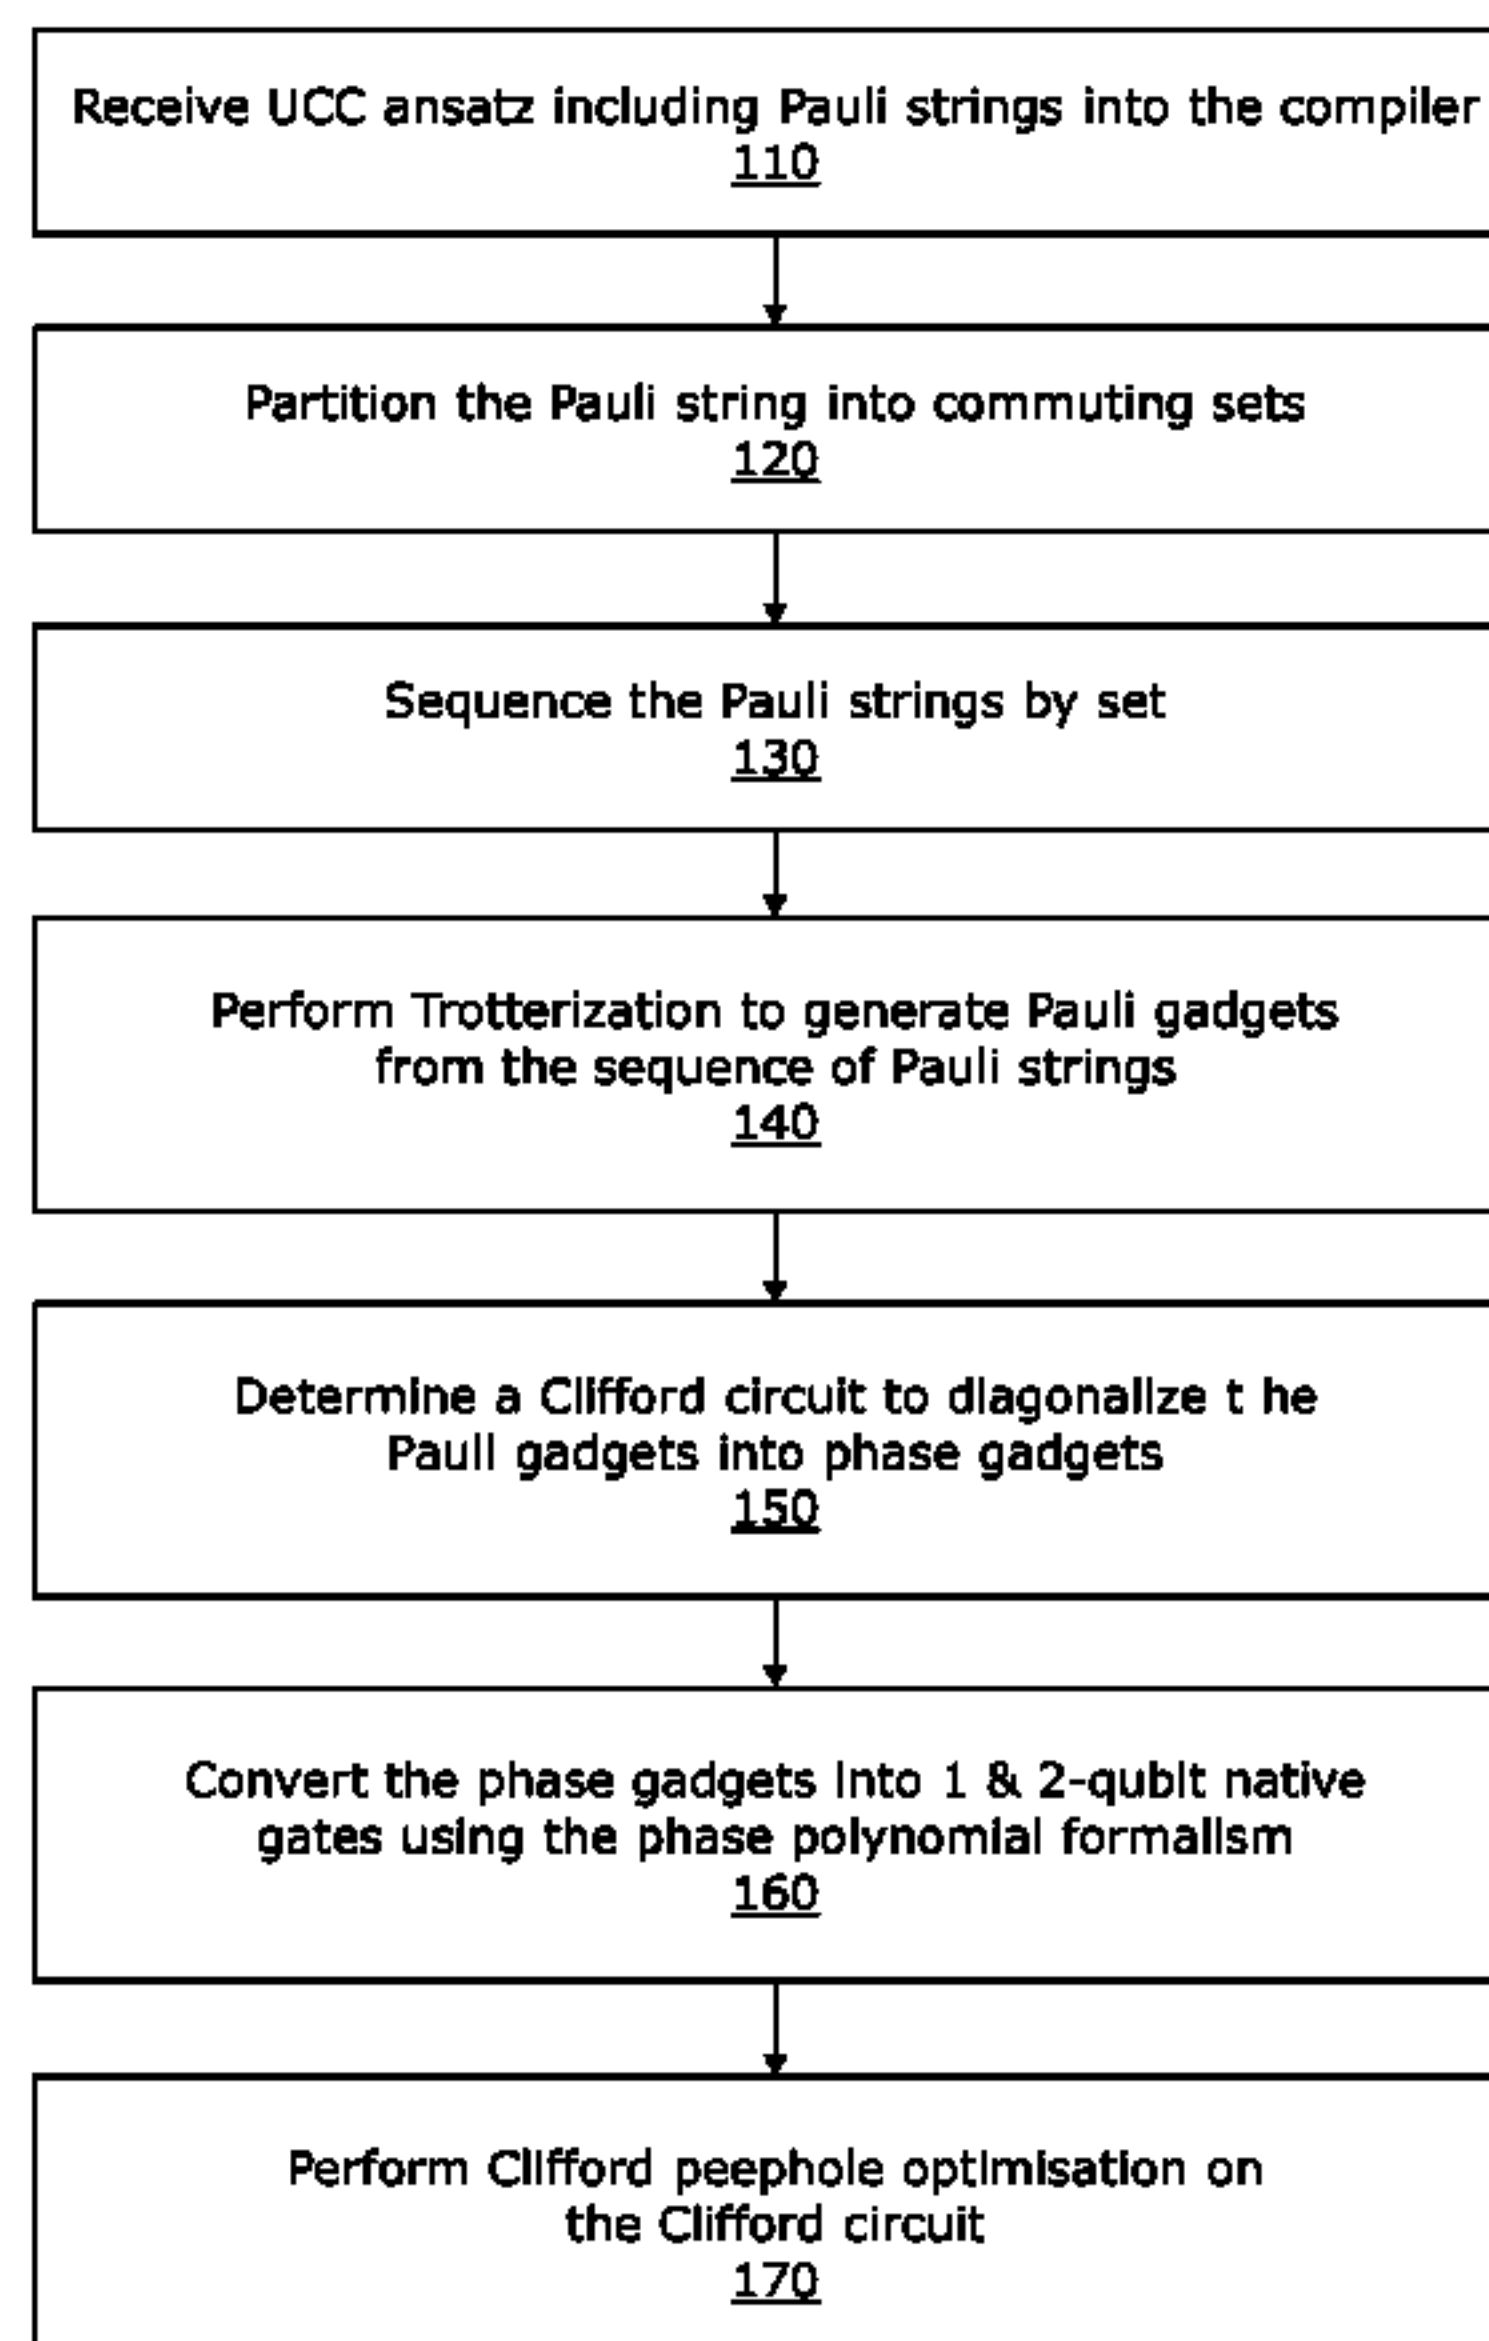 Receive UCC ansatz including Pauli strings into the compiler
110
Partition the Pauli string into commuting sets
120
Sequence the Pauli strings by set
130
Perform Trotterization to generate Pauli gadgets
from the sequence of Pauli strings
140
Determine a Clifford circuit to diagonalize t he
Pauli gadgets into phase gadgets
150
Convert the phase gadgets into 1 & 2-qubit native
gates using the phase polynomial formalism
160
Perform Clifford peephole optimisation on
the Clifford circuit
170